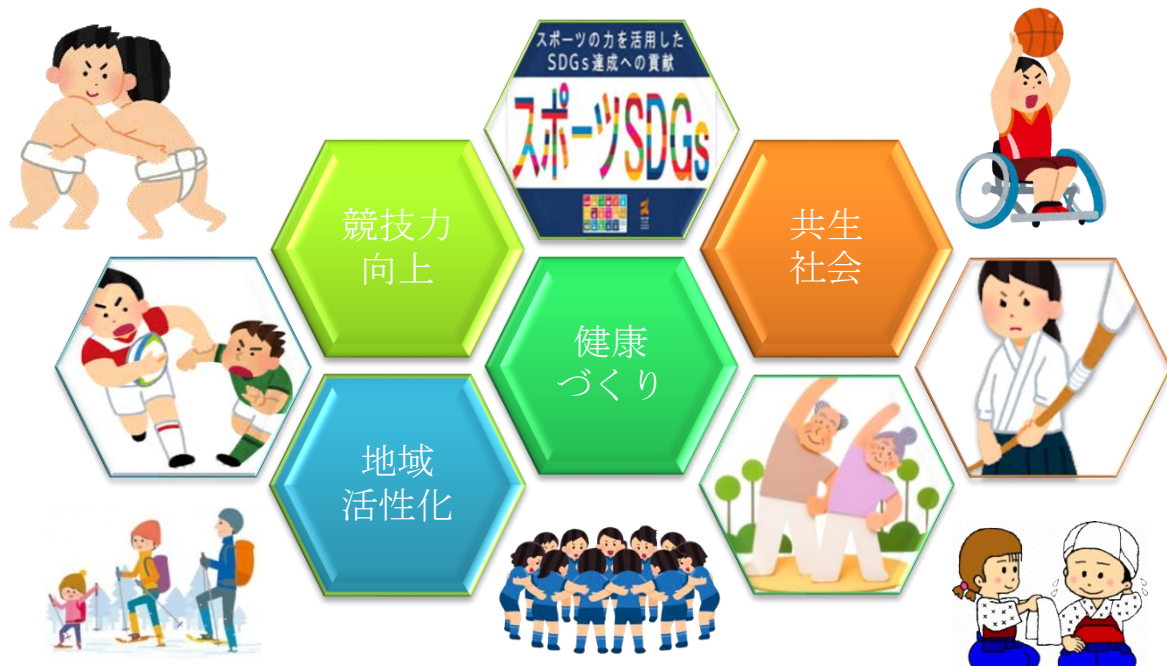 スポーツの力を活用した
SDGs達成への貢献
スポーツSDGs
競技力
向上
共生
社会
健康
づくり
地域
活性化